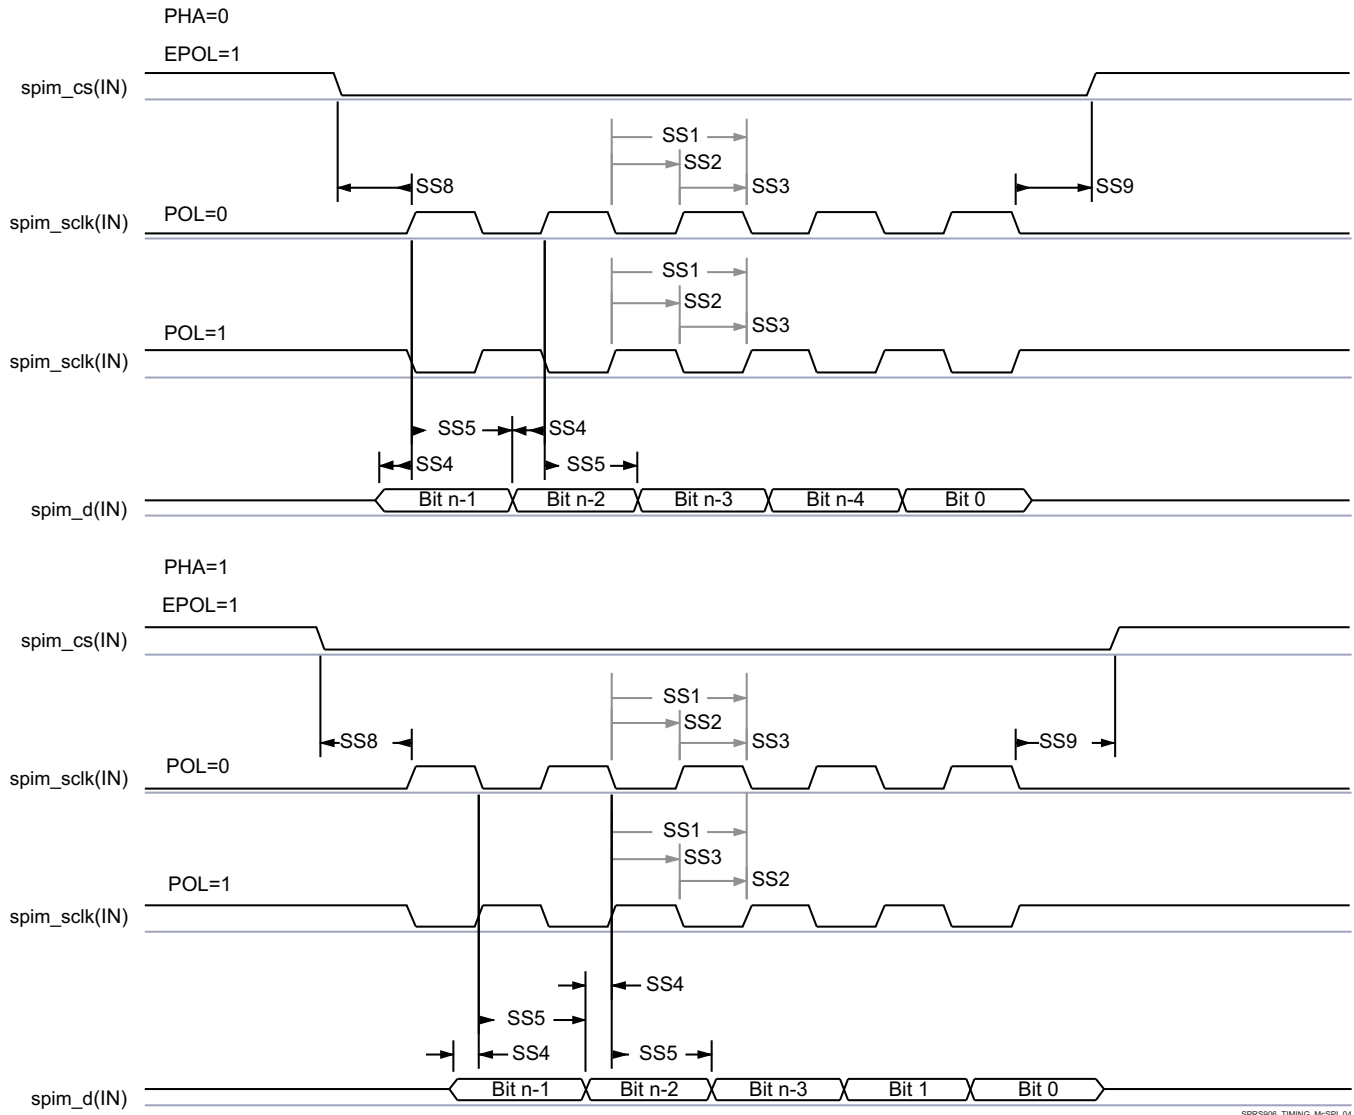 PHA=0
EPOL=1
spim_cs(IN)
SS1
SS2
SS8
SS3
SS9
POL=0
spim_sclk(IN)
SS1
SS2
SS3
POL=1
spim_sclk(IN)
SS5
SS4
SS4
SS5
spim_d(IN)
Bit n-1
Bit n-2
Bit n-3
Bit n-4
Bit 0
PHA=1
EPOL=1
spim_cs(IN)
SS1
SS2
SS8
SS3
SS9
POL=0
spim_sclk(IN)
SS1
SS3
SS2
POL=1
spim_sclk(IN)
SS4
SS5
SS4
SS5
spim_d(IN)
Bit n-1
Bit n-2
Bit n-3
Bit 1
Bit 0
SPRS906_TIMING_McSPI_04